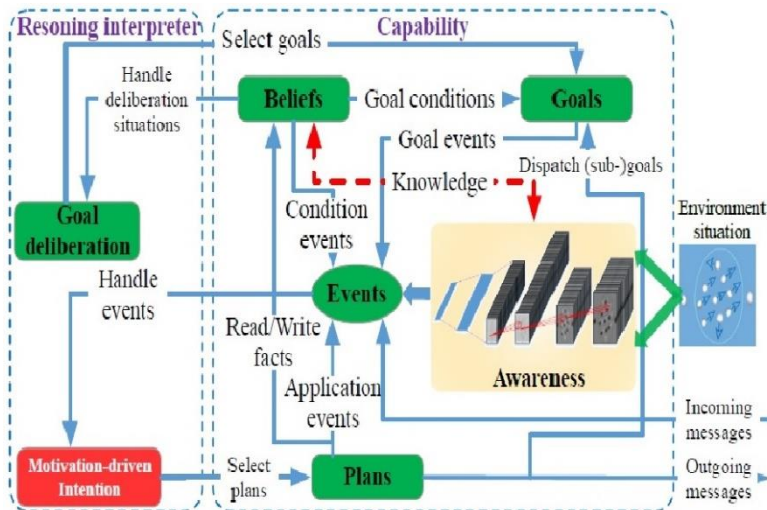 Resoning interpreter
Capability
Select goals
Handle
deliberation
situations
Beliefs
Goal conditions
Goals
Goal events
Dispatch (sub-)goals
Knowledge
Goal
deliberation
Condition
events
Environment
situation
Handle
events
Events
Read/Write
facts
Awareness
Application
events
Incoming
messages
Motivation-driven
Intention
Select
plans
Plans
Outgoing
messages